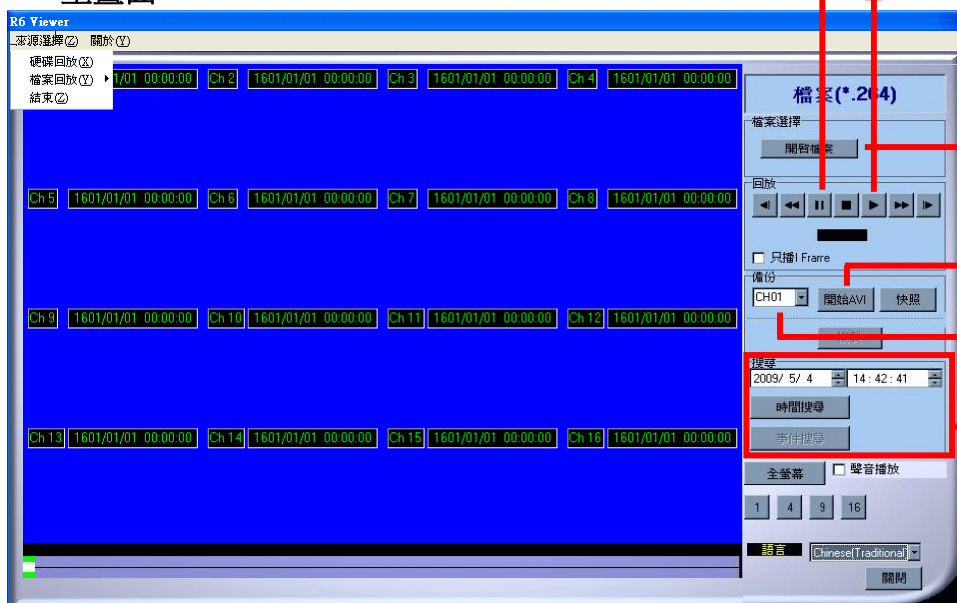 R6 Viewer
來源選擇(Z) 關於(Y)
硬碟回放(X)
檔案回放(Y)
結束(Z)
1/01 00:00:00 Ch 2 1601/01/01 00:00:00 Ch 3 1601/01/01 00:00:00 Ch 4 1601/01/01 00:00:00
Ch 5 1601/01/01 00:00:00 Ch 6 1601/01/01 00:00:00 Ch 7 1601/01/01 00:00:00 Ch 8 1601/01/01 00:00:00
Ch 9 1601/01/01 00:00:00 Ch 10 1601/01/01 00:00:00 Ch 11 1601/01/01 00:00:00 Ch 12 1601/01/01 00:00:00
Ch 13 1601/01/01 00:00:00 Ch 14 1601/01/01 00:00:00 Ch 15 1601/01/01 00:00:00 Ch 16 1601/01/01 00:00:00
檔案(*.264)
檔案選擇
開啓檔案
回放
只播I Frame
備份
CH01 開始AVI 快照
搜尋
2009/ 5/ 4 14:42:41
時間搜尋
事件搜尋
全螢幕 聲音播放
1 4 9 16
語言 Chinese(Traditional)
關閉